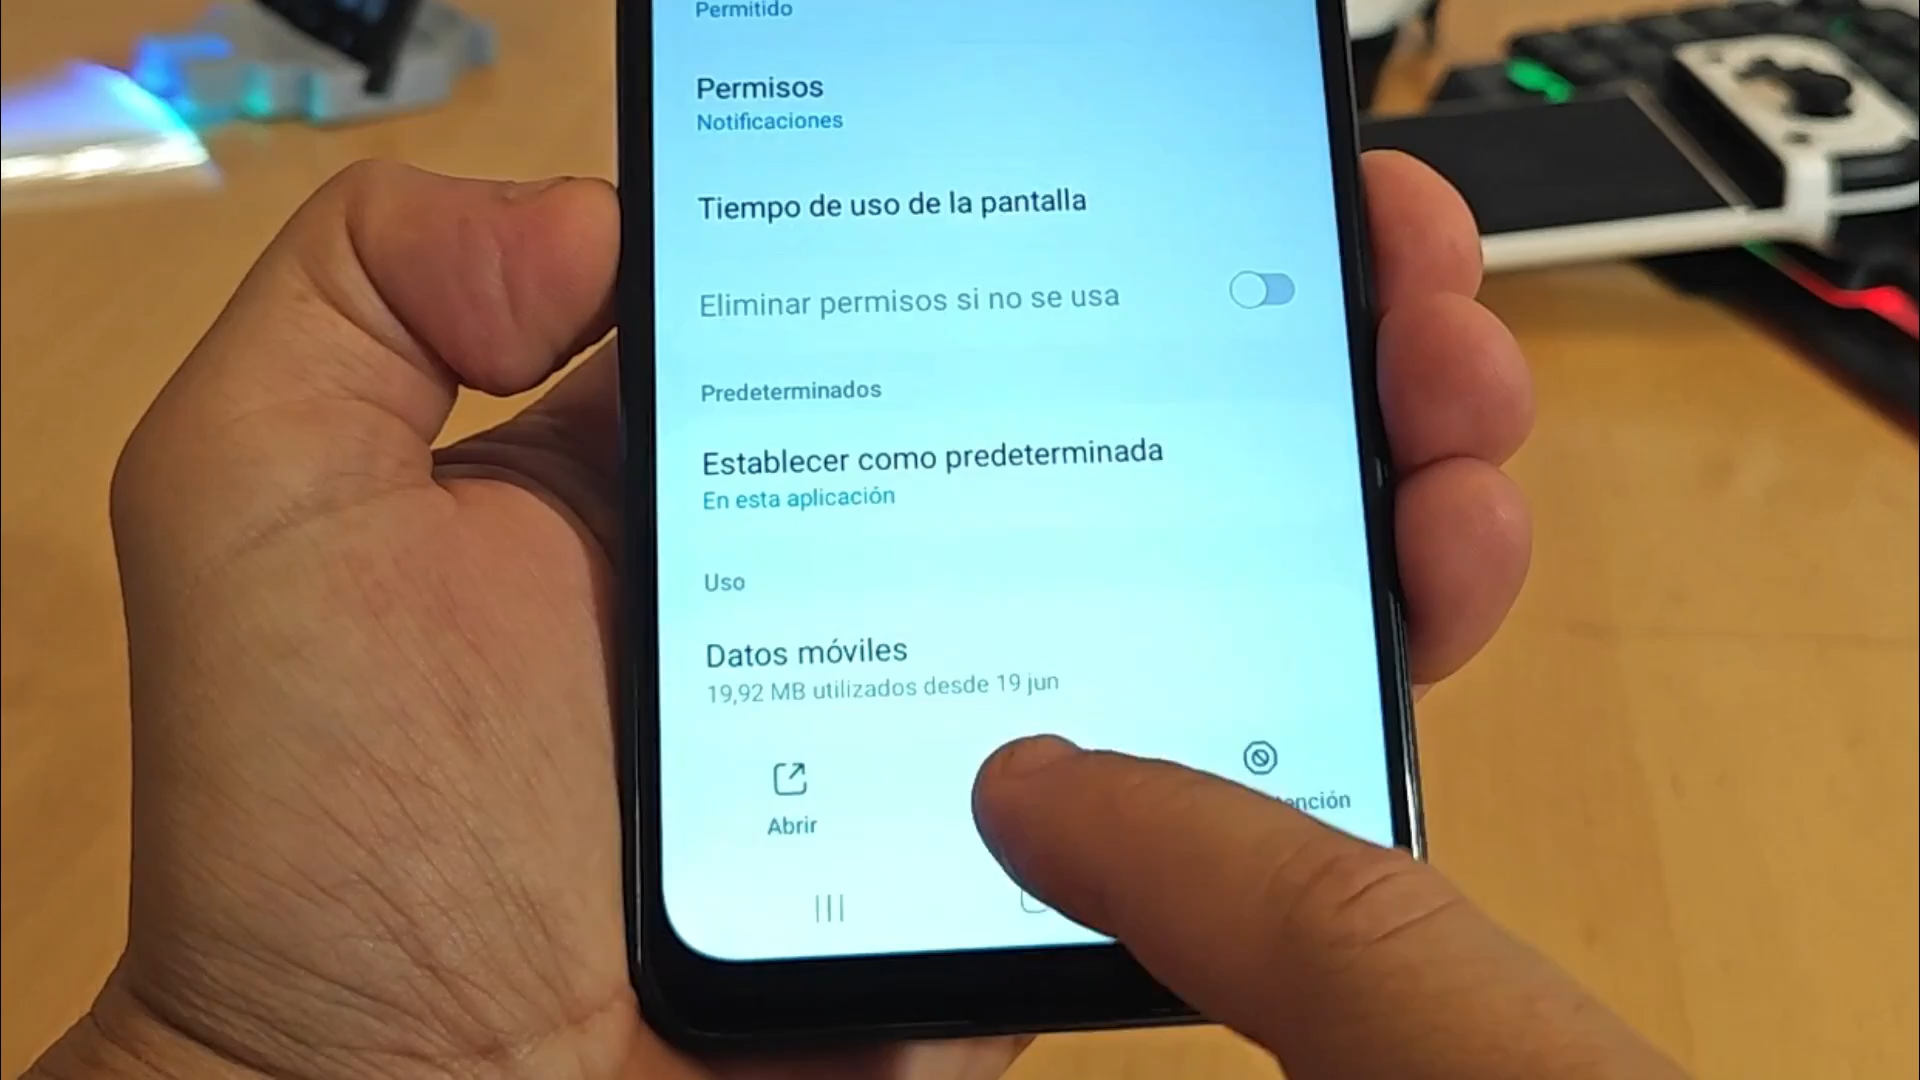 Permitido
Permisos
Notificaciones
Tiempo de uso de la pantalla
Eliminar permisos si no se usa
Predeterminados
Establecer como predeterminada
En esta aplicación
Uso
Datos móviles
19,92 MB utilizados desde 19 jun
Abrir